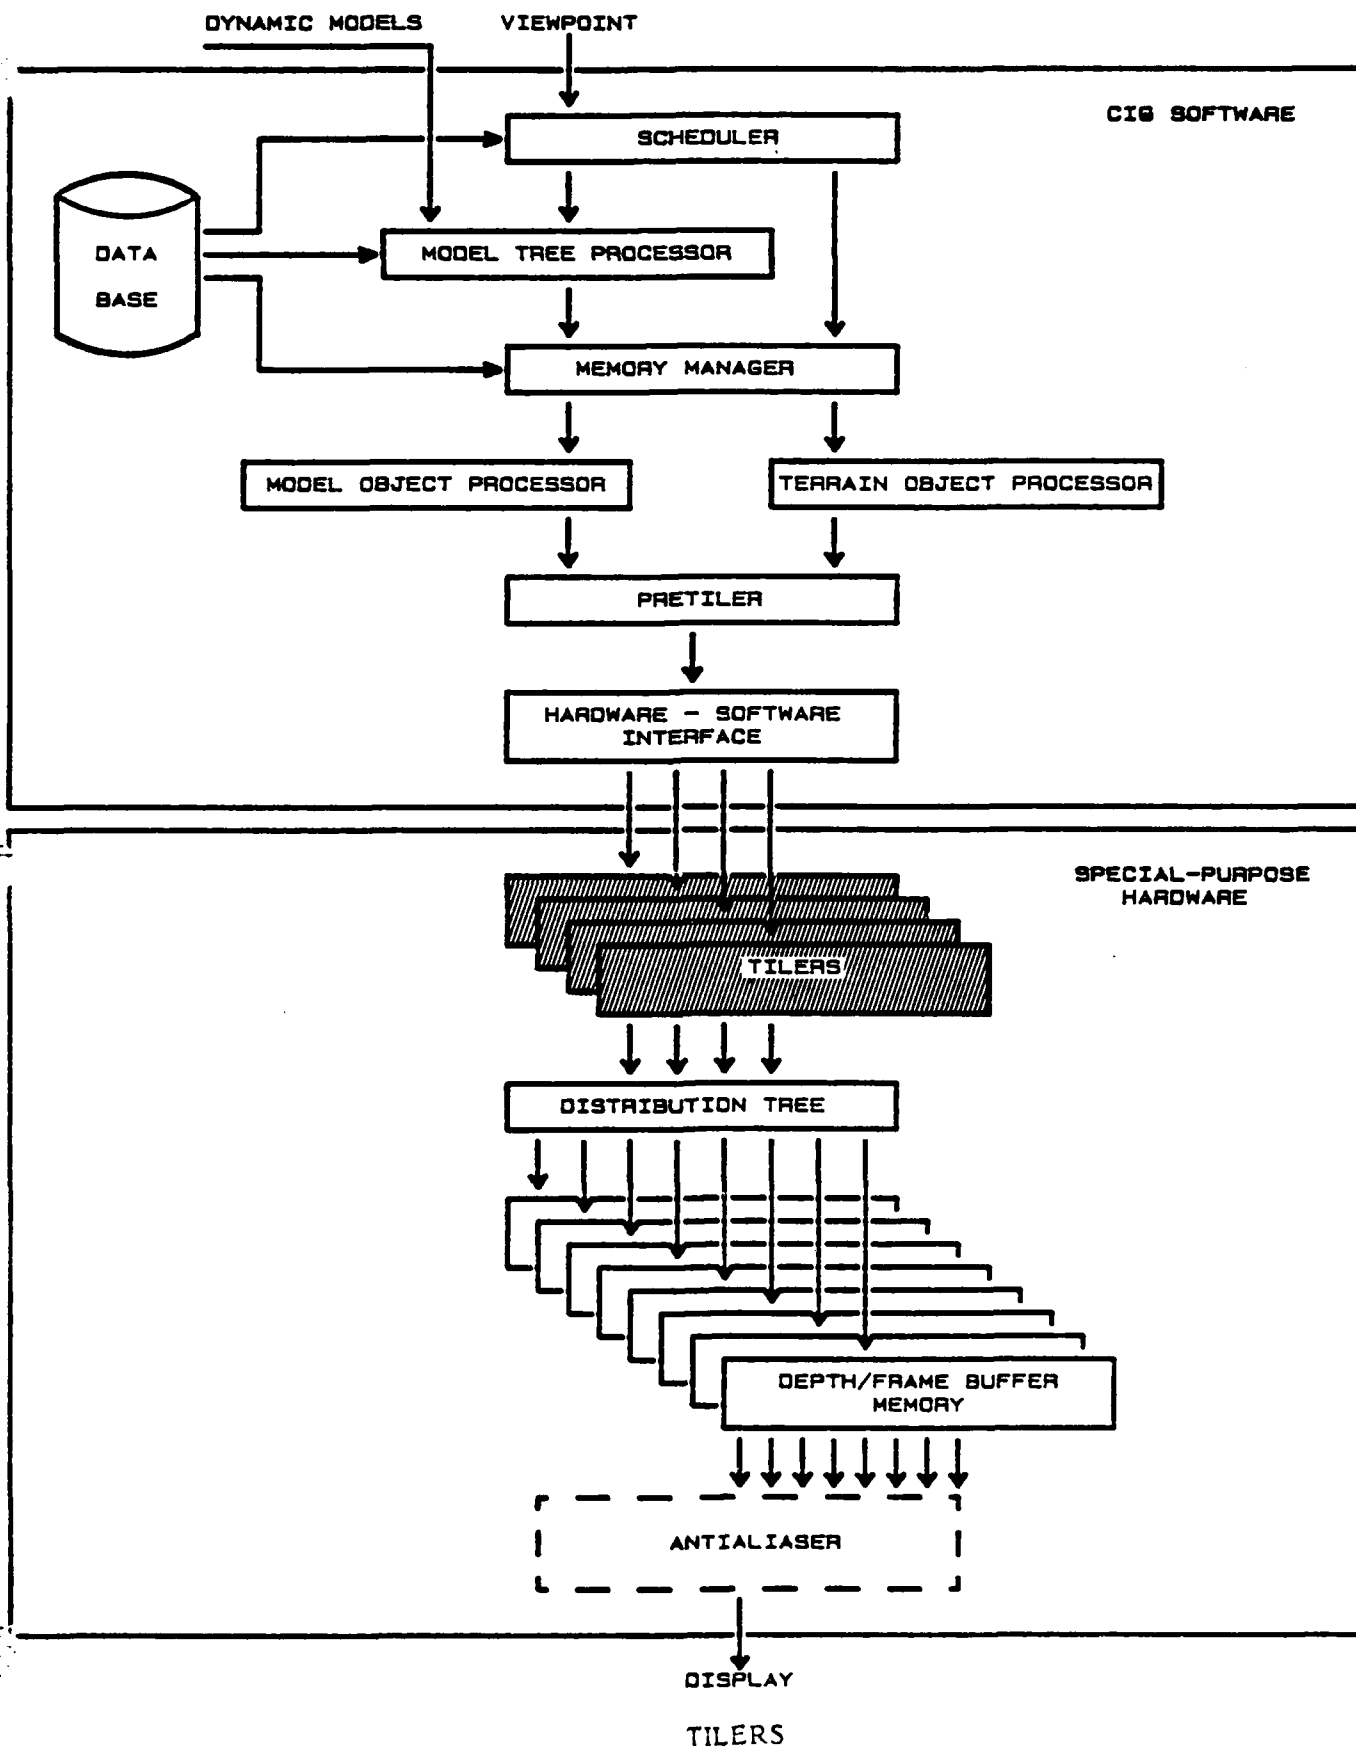 DYNAMIC MODELS
VIEWPOINT
CIG SOFTWARE
SCHEDULER
DATA
BASE
MODEL TREE PROCESSOR
MEMORY MANAGER
MODEL OBJECT PROCESSOR
TERRAIN OBJECT PROCESSOR
PRETILER
HARDWARE - SOFTWARE
INTERFACE
SPECIAL-PURPOSE
HARDWARE
TILERS
DISTRIBUTION TREE
DEPTH/FRAME BUFFER
MEMORY
ANTIALIASER
DISPLAY
TILERS